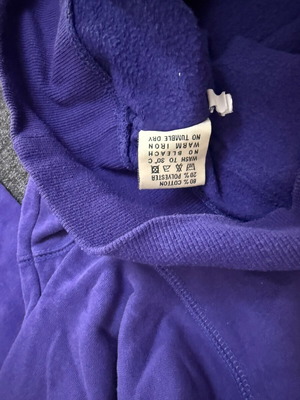 80% COTTON
20% POLYESTER
WASH TO 30°C
NO BLEACH
WARM IRON
NO TUMBLE DRY